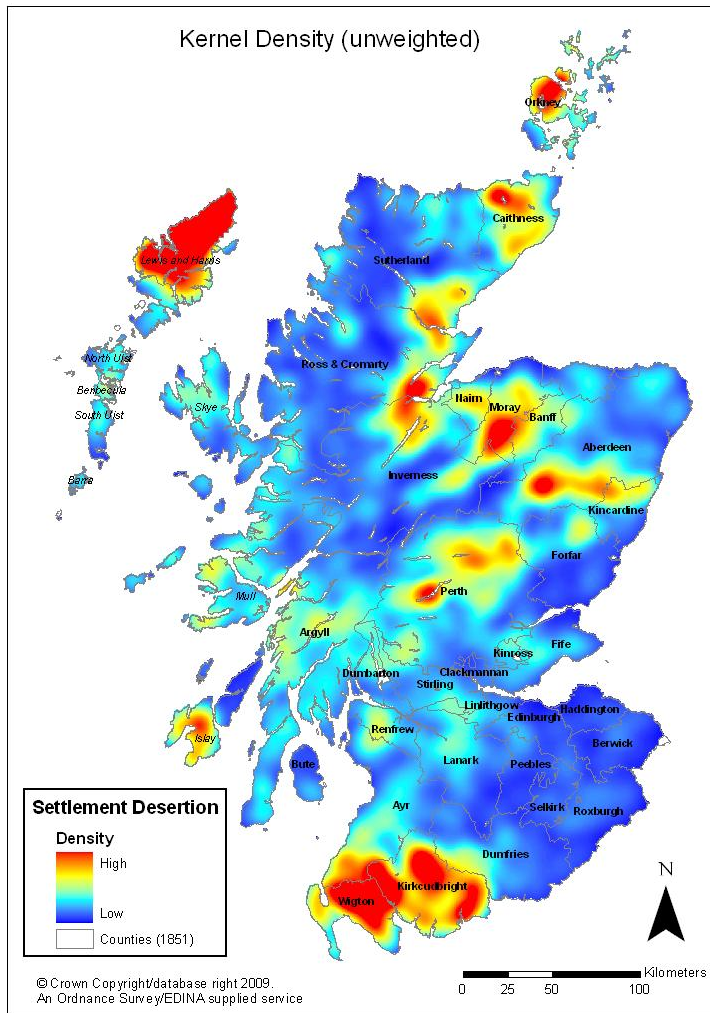 Kernel Density (unweighted)
Orkney
Caithness
Lewis and Harris
Sutherland
North Uist
Ross & Cromarty
Benbecula
Skye
Nairn
Moray
South Uist
Banff
Aberdeen
Barra
Inverness
Kincardine
Forfar
Perth
Mull
Argyll
Fife
Kinross
Dumbarton
Clackmannan
Stirling
Linlithgow
Haddington
Edinburgh
Renfrew
Islay
Berwick
Lanark
Bute
Peebles
Ayr
Selkirk
Roxburgh
Dumfries
Kirkcudbright
Wigton
Settlement Desertion
Density
High
Low
Counties (1851)
N
Kilometers
0 25 50 100
© Crown Copyright/database right 2009.
An Ordnance Survey/EDINA supplied service